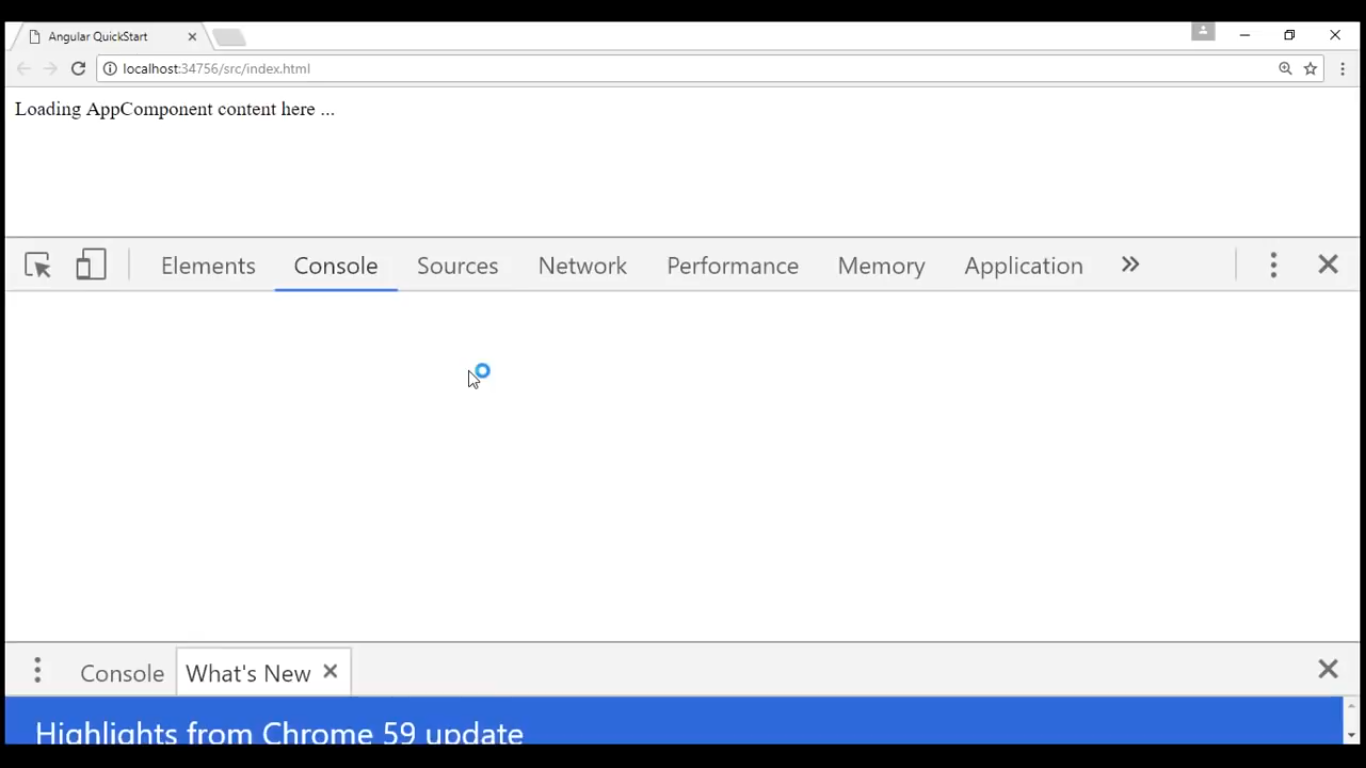 Angular QuickStart
localhost:34756/src/index.html
Loading AppComponent content here ...
Elements Console Sources Network Performance Memory Application
Console What's New
Highlights from Chrome 59 update